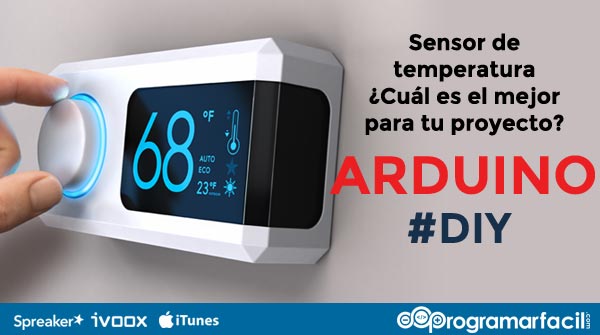 Sensor de
temperatura
¿Cuál es el mejor
para tu proyecto?
ARDUINO
#DIY
68 °F
AUTO
ECO
23°F
Spreaker ivoox iTunes
programarfacil.com